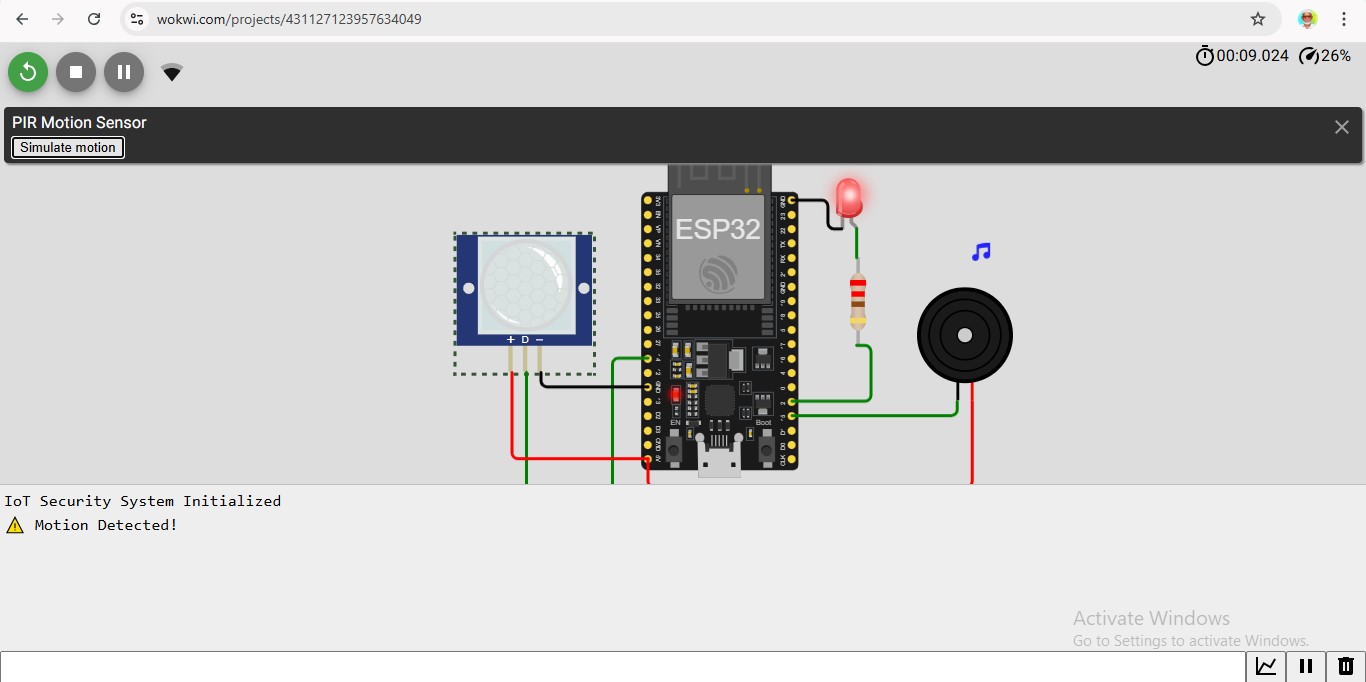 wokwi.com/projects/431127123957634049
00:09.024 26%
PIR Motion Sensor
Simulate motion
ESP32
+ D −
EN
Boot
IoT Security System Initialized
Motion Detected!
Activate Windows
Go to Settings to activate Windows.